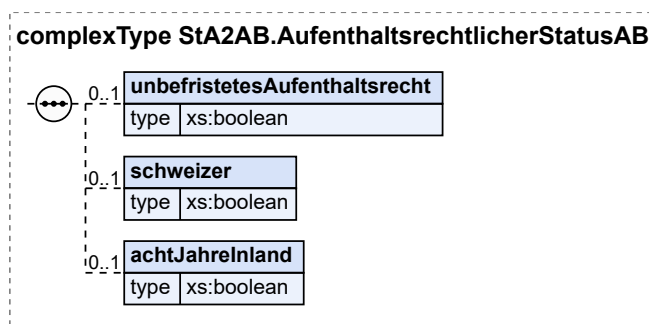 complexType StA2AB.AufenthaltsrechtlicherStatusAB
0..1 unbefristetesAufenthaltsrecht
type xs:boolean
0..1 schweizer
type xs:boolean
0..1 achtJahreInland
type xs:boolean